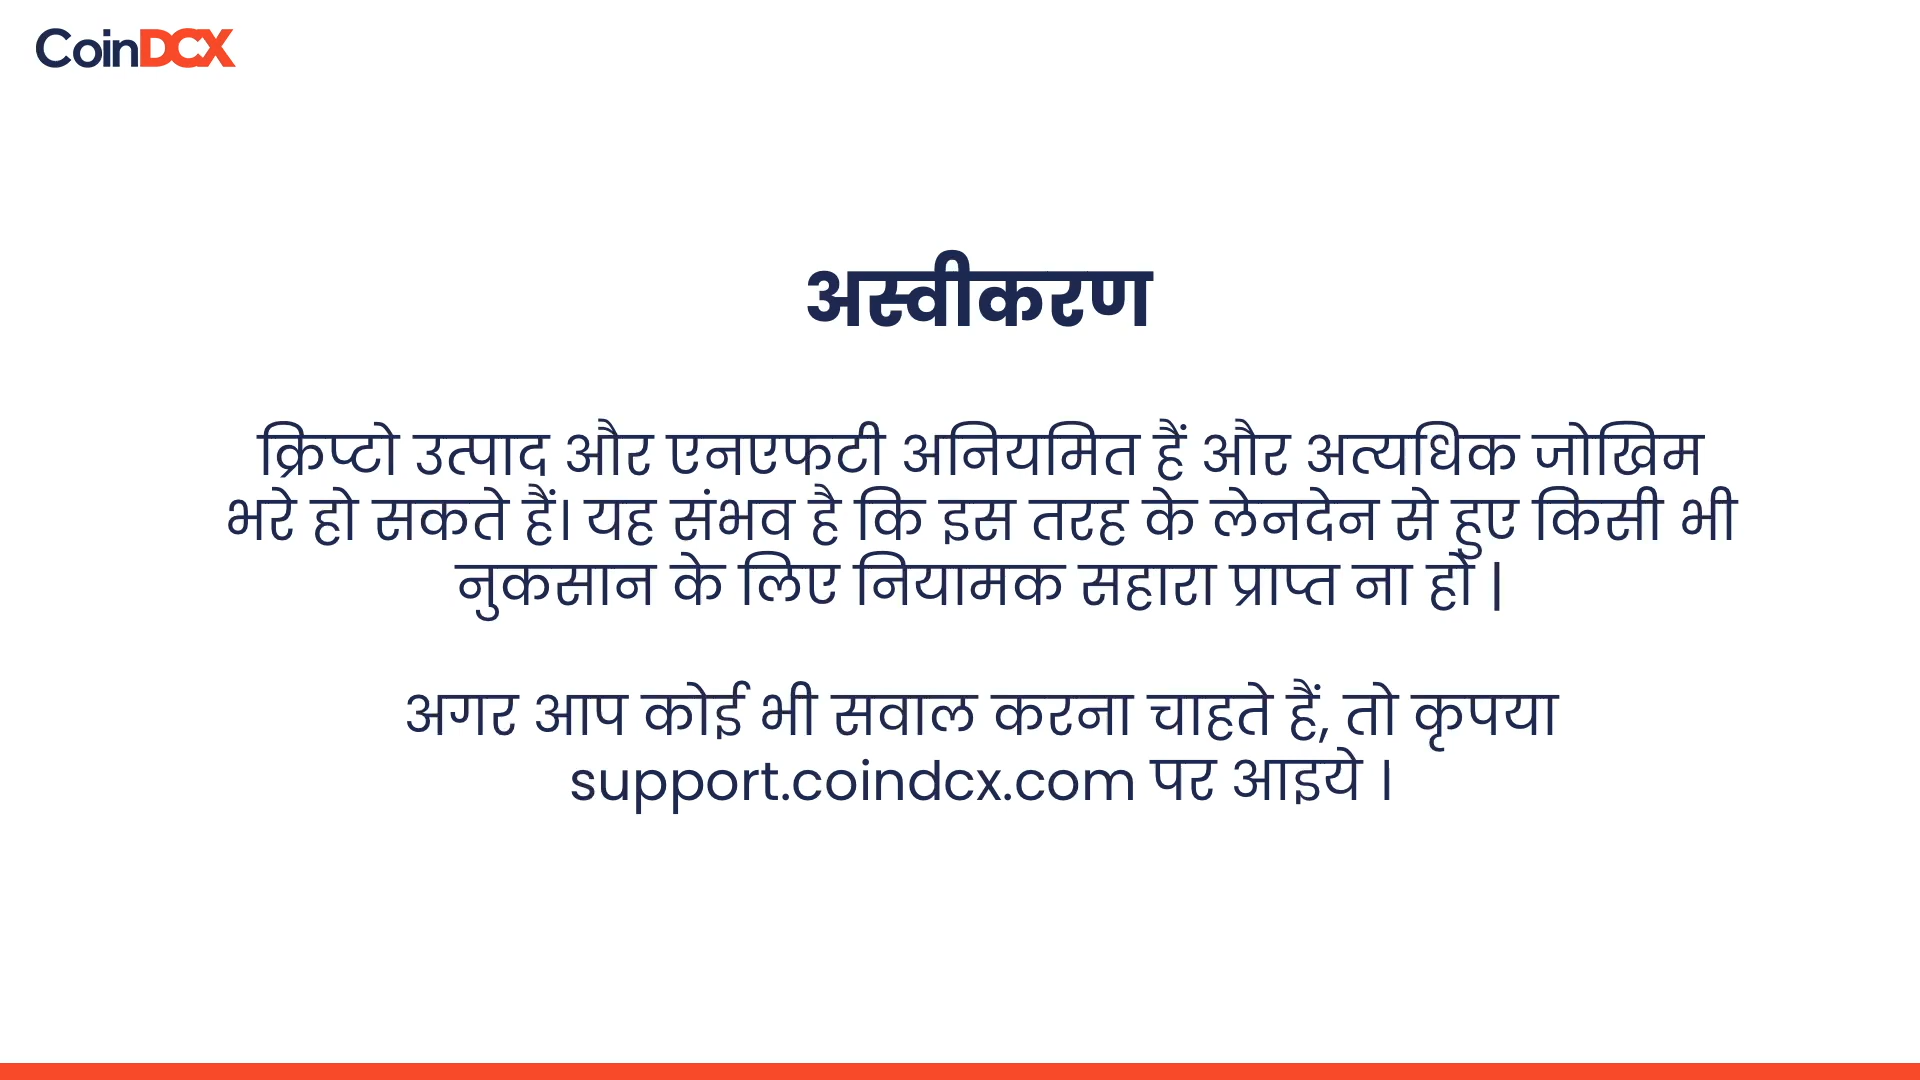 CoinDCX
अस्वीकरण
क्रिप्टो उत्पाद और एनएफटी अनियमित हैं और अत्यधिक जोखिम
भरे हो सकते हैं। यह संभव है कि इस तरह के लेनदेन से हुए किसी भी
नुकसान के लिए नियामक सहारा प्राप्त ना हो |
अगर आप कोई भी सवाल करना चाहते हैं, तो कृपया
support.coindcx.com पर आइये ।